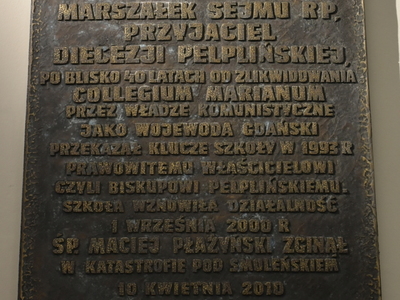 MARSZAŁEK SEJMU RP,
PRZYJACIEL
DIECEZJI PELPLIŃSKIEJ,
PO BLISKO 40 LATACH OD ZLIKWIDOWANIA
COLLEGIUM MARIANUM
PRZEZ WŁADZE KOMUNISTYCZNE
JAKO WOJEWODA GDAŃSKI
PRZEKAZAŁ KLUCZE SZKOŁY W 1993 R
PRAWOWITEMU WŁAŚCICIELOWI
CZYLI BISKUPOWI PELPLIŃSKIEMU.
SZKOŁA WZNOWIŁA DZIAŁALNOŚĆ
1 WRZEŚNIA 2000 R
ŚP. MACIEJ PŁAŻYŃSKI ZGINĄŁ
W KATASTROFIE POD SMOLEŃSKIEM
10 KWIETNIA 2010